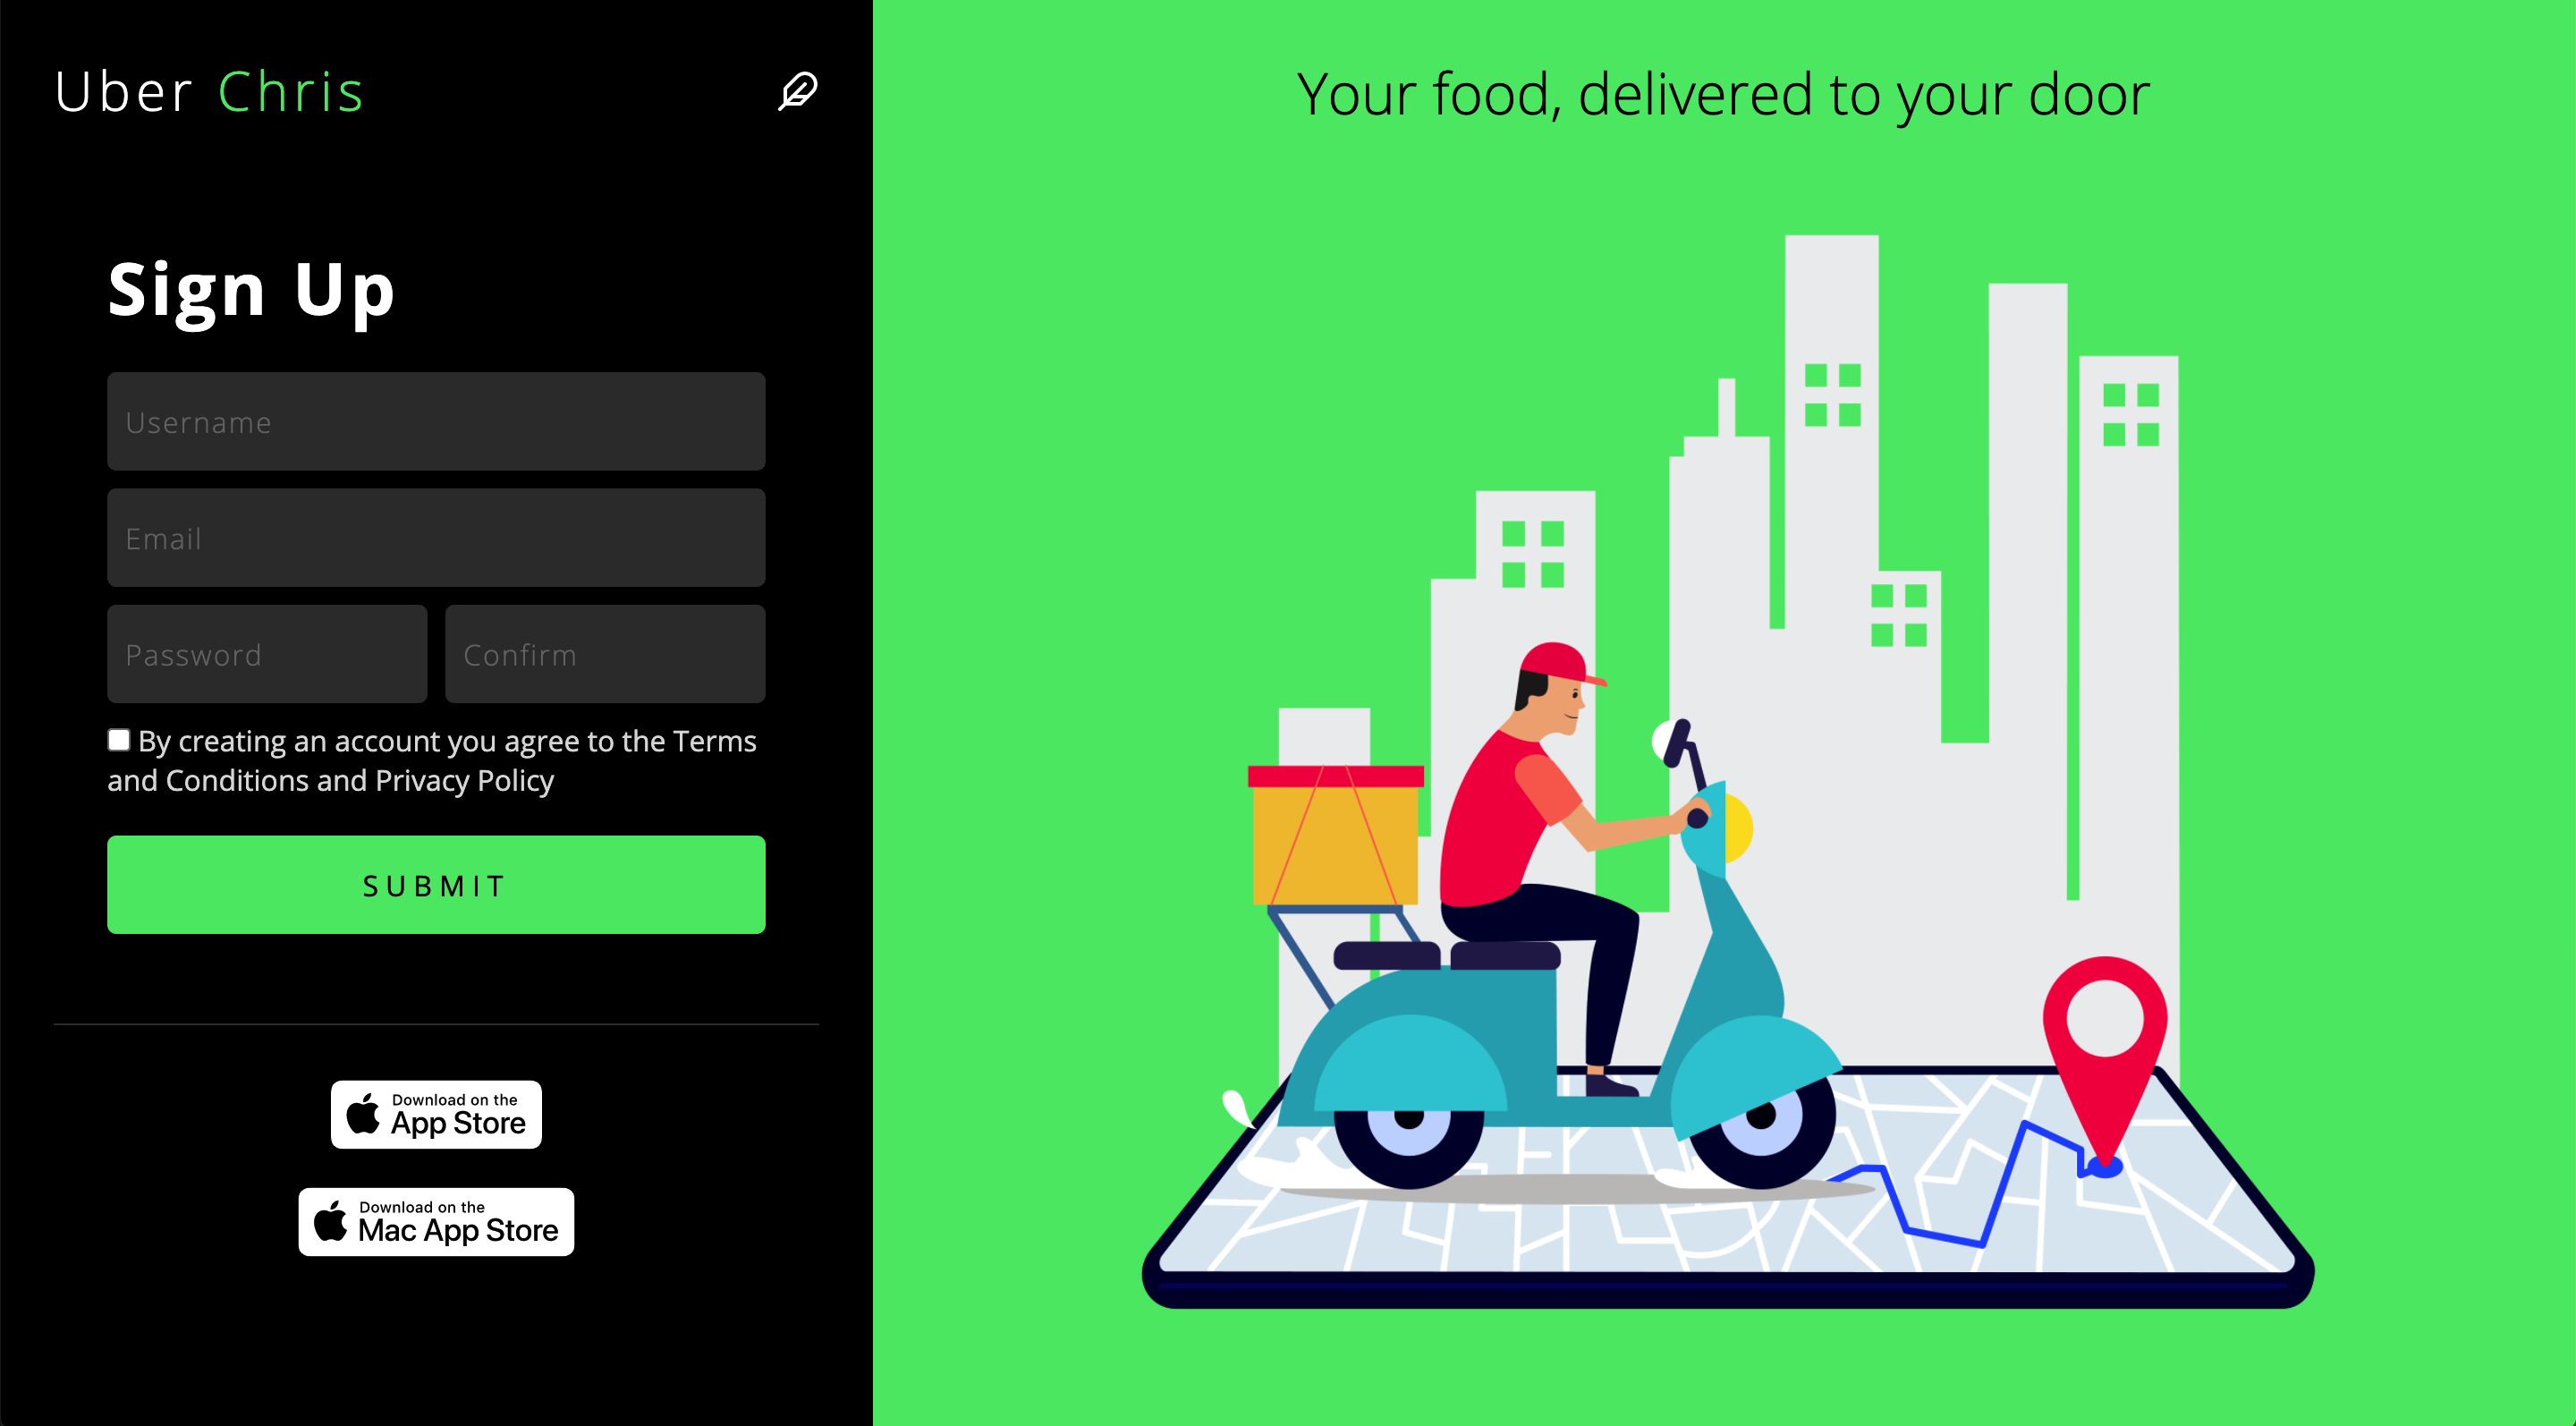 Uber Chris
Sign Up
Username
Email
Password
Confirm
By creating an account you agree to the Terms
and Conditions and Privacy Policy
SUBMIT
Download on the
App Store
Download on the
Mac App Store
Your food, delivered to your door